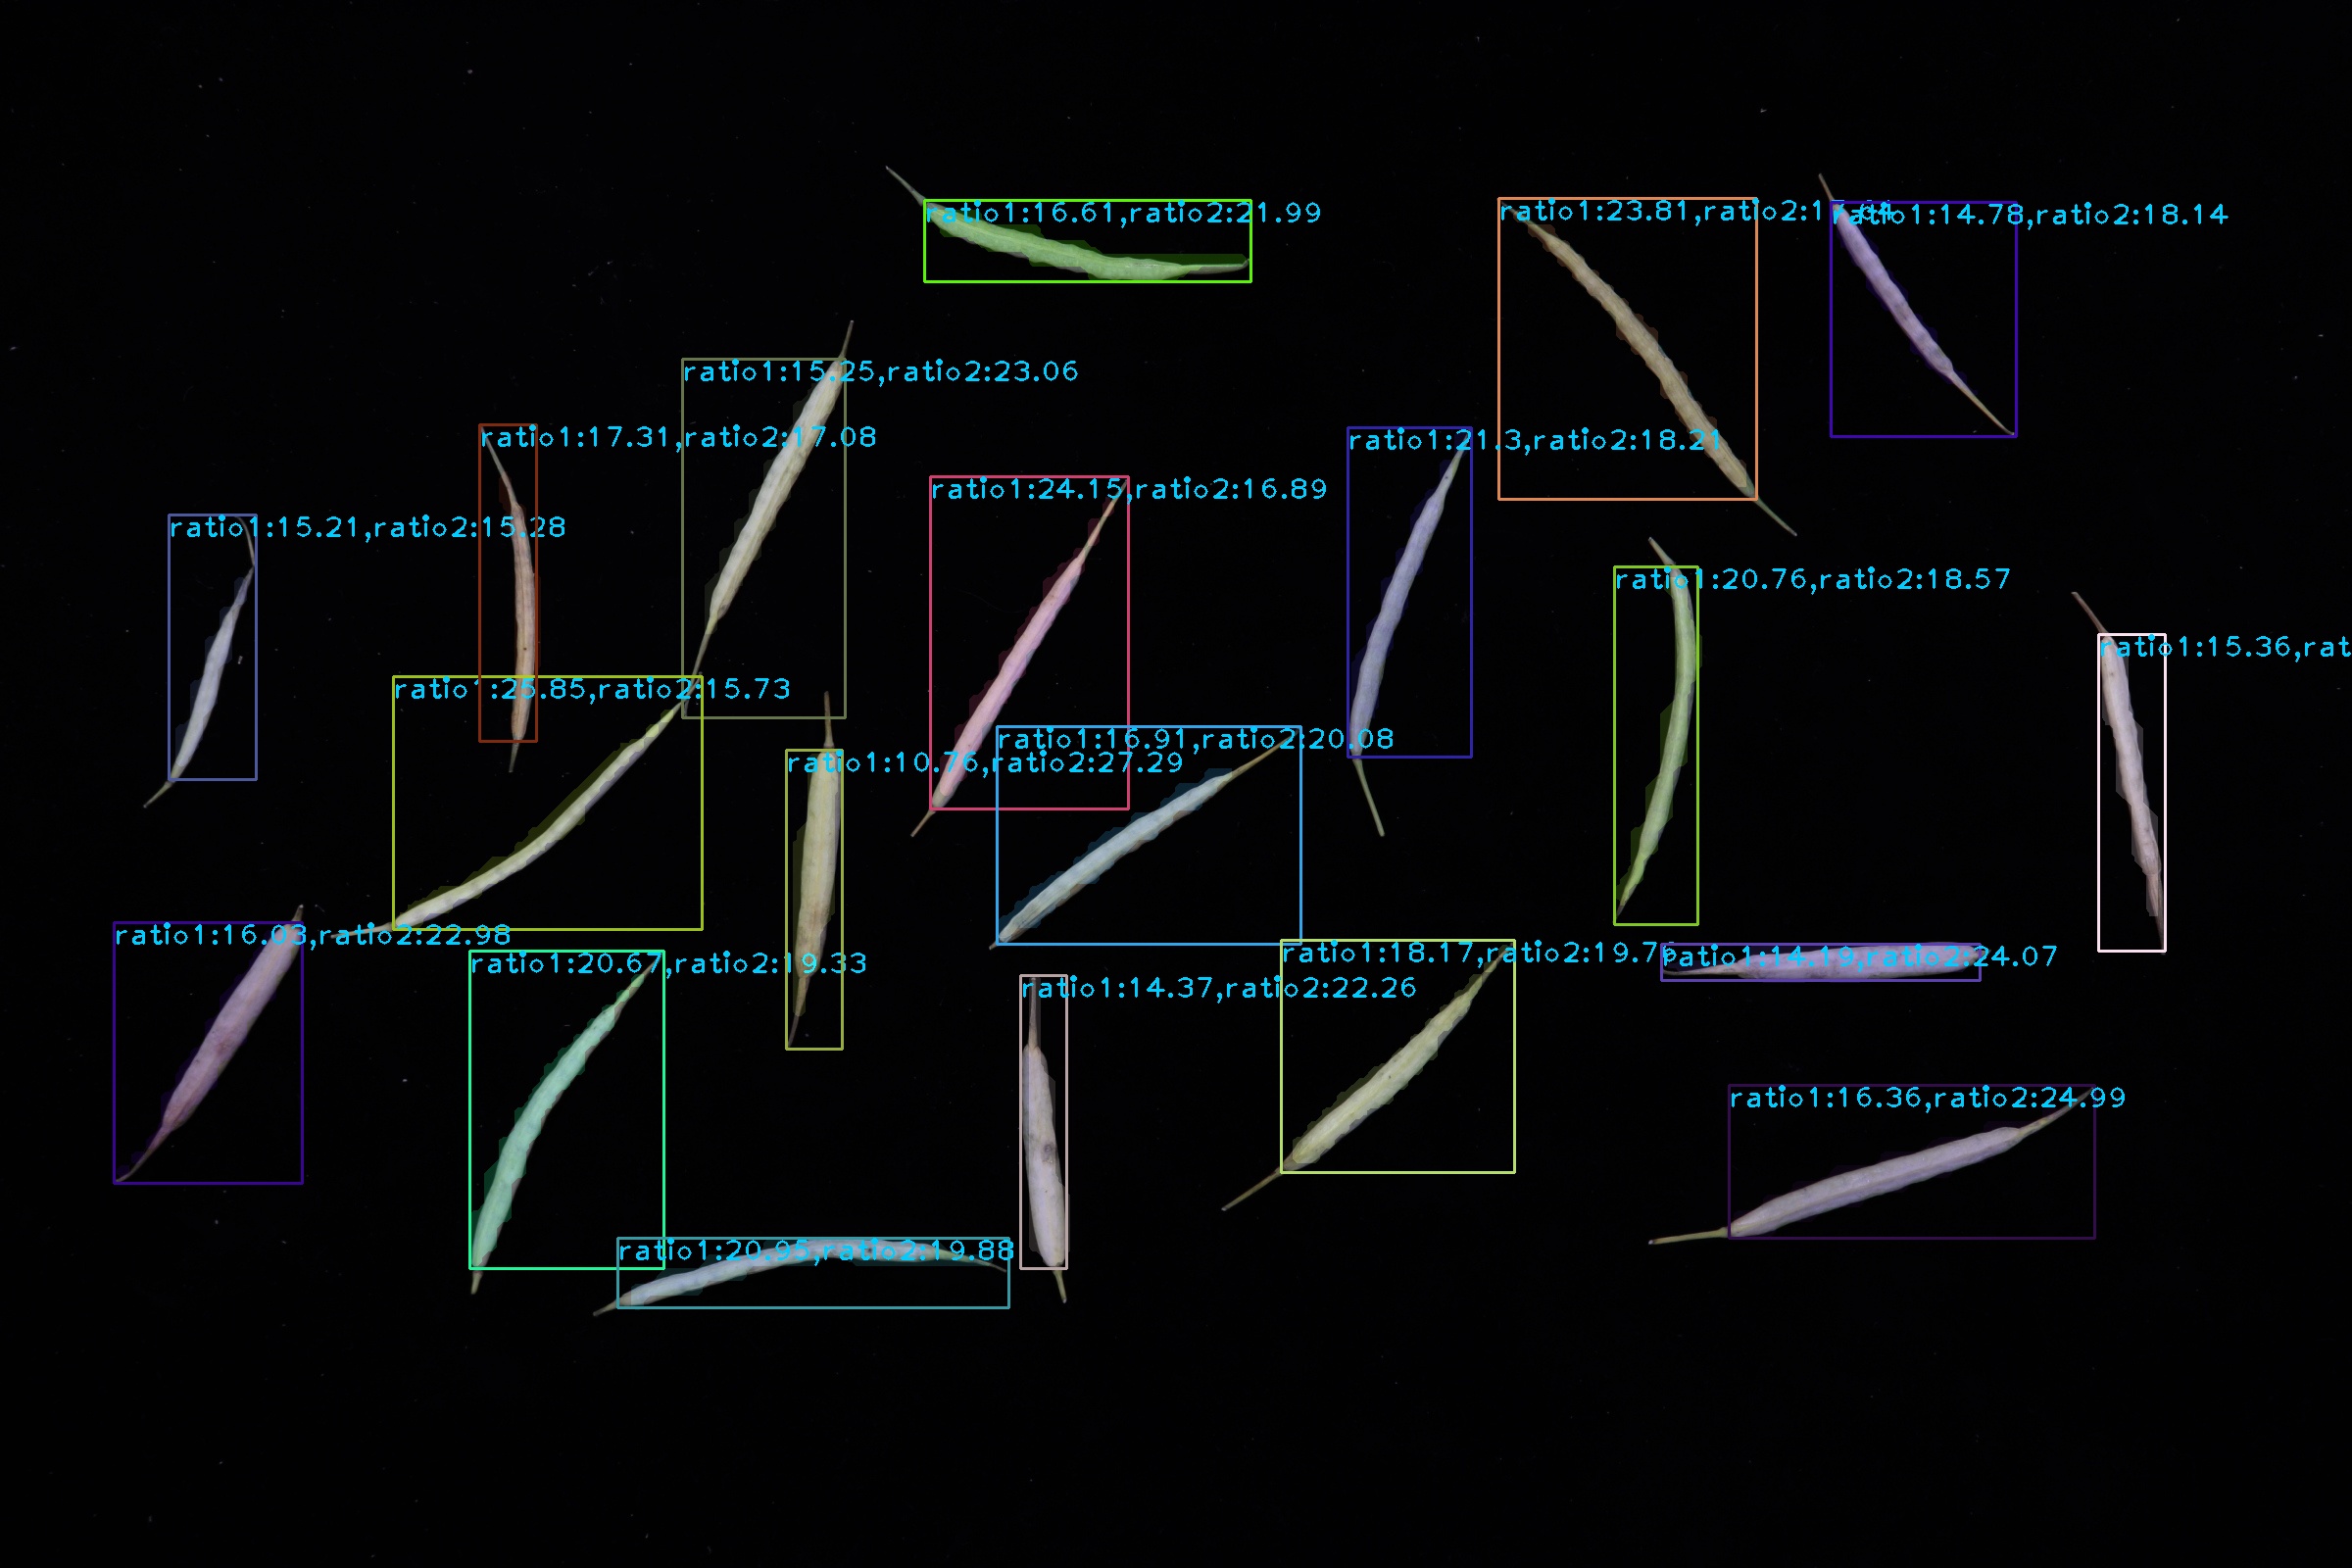 ratio1:16.61,ratio2:21.99
ratio1:23.81,
ratio1:14.78,ratio2:18.14
ratio1:15.25,ratio2:23.06
ratio1:17.31,ratio2:17.08
ratio1:21.3,ratio2:18.21
ratio1:24.15,ratio2:16.89
ratio1:15.21,ratio2:15.28
ratio1:20.76,ratio2:18.57
ratio1:15.36,rat
ratio1:25.85,ratio2:15.73
ratio1:16.91,ratio2:20.08
ratio1:10.76,ratio2:27.29
ratio1:16.03,ratio2:22.98
ratio1:20.67,ratio2:19.33
ratio1:18.17,ratio2:19.76
ratio1:14.19,ratio2:24.07
ratio1:14.37,ratio2:22.26
ratio1:16.36,ratio2:24.99
ratio1:20.95,ratio2:19.88